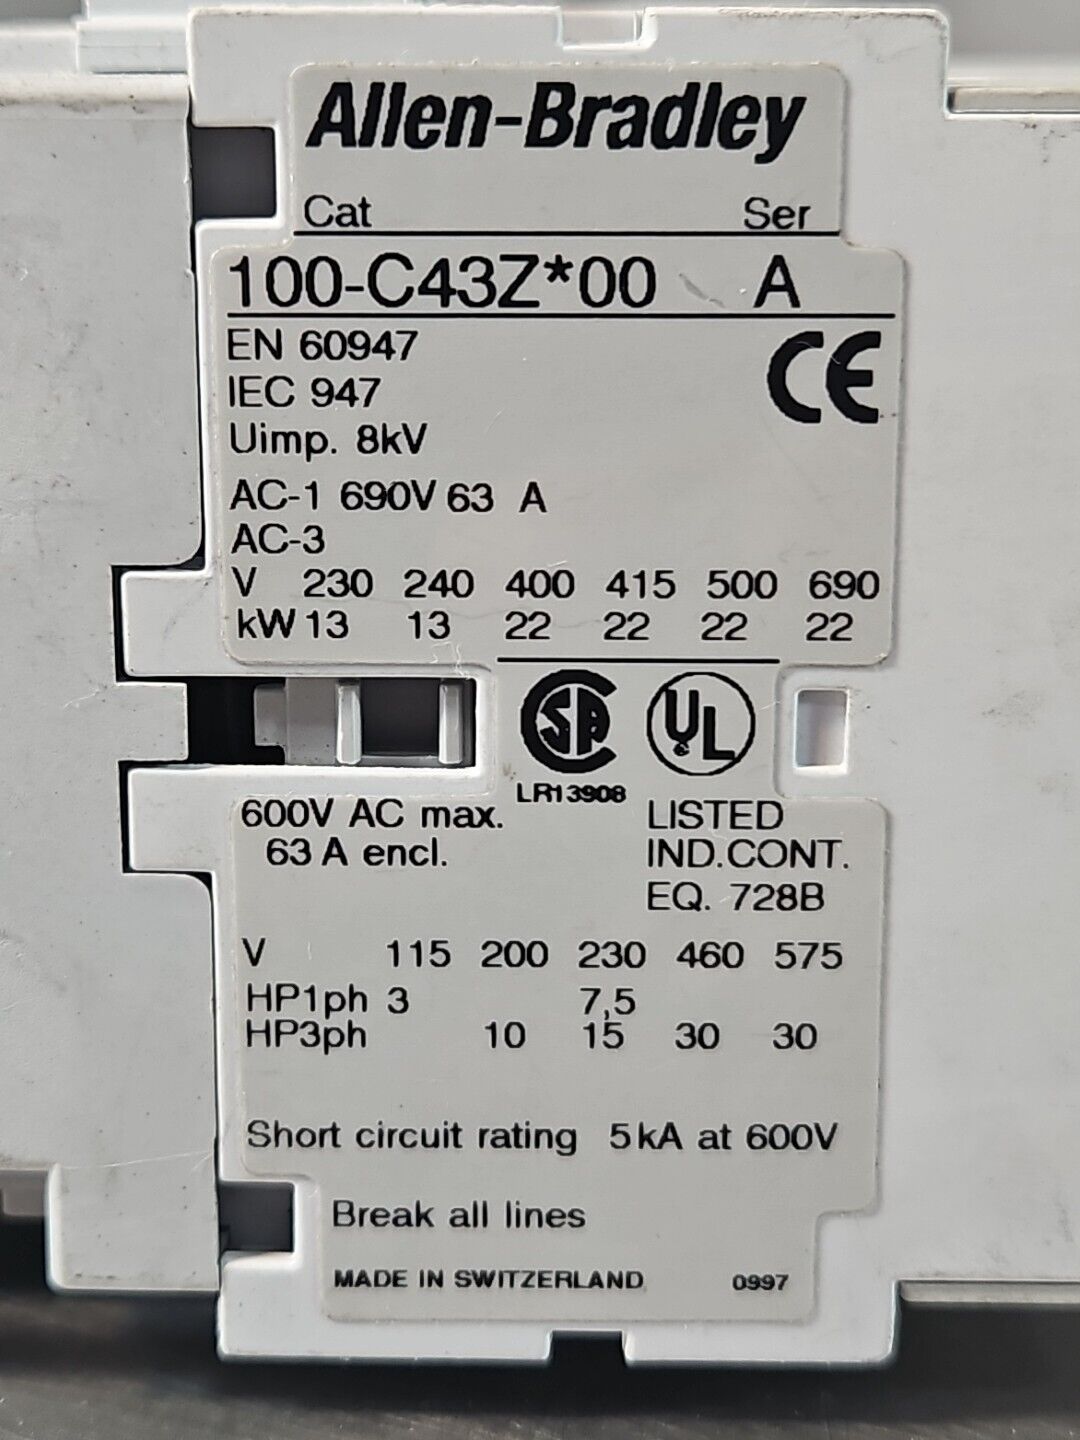 Allen-Bradley
Cat Ser
100-C43Z*00 A
EN 60947
IEC 947
CE
Uimp. 8kV
AC-1 690V 63 A
AC-3
V 230 240 400 415 500 690
kW 13 13 22 22 22 22
SA UL
LR13908
600V AC max. LISTED
63 A encl. IND.CONT.
EQ. 728B
V 115 200 230 460 575
HP1ph 3 7,5
HP3ph 10 15 30 30
Short circuit rating 5kA at 600V
Break all lines
MADE IN SWITZERLAND 0997